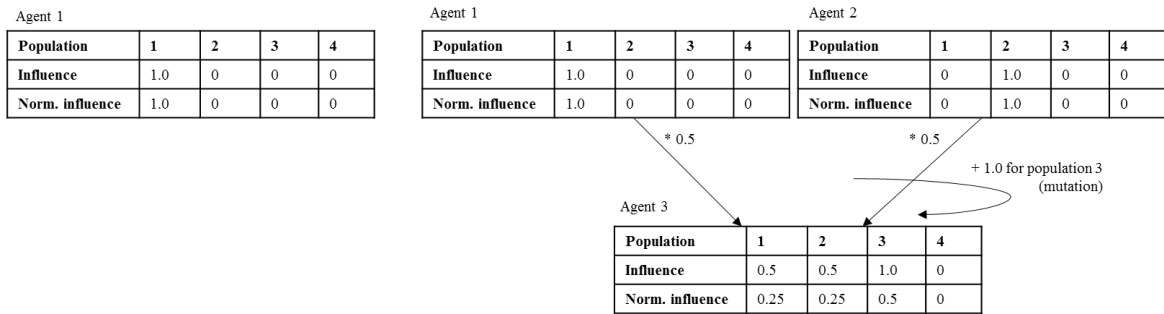 Agent 1
Population 1 2 3 4
Influence 1.0 0 0 0
Norm. influence 1.0 0 0 0
Agent 1
Population 1 2 3 4
Influence 1.0 0 0 0
Norm. influence 1.0 0 0 0
Agent 2
Population 1 2 3 4
Influence 0 1.0 0 0
Norm. influence 0 1.0 0 0
* 0.5
* 0.5
+ 1.0 for population 3
(mutation)
Agent 3
Population 1 2 3 4
Influence 0.5 0.5 1.0 0
Norm. influence 0.25 0.25 0.5 0